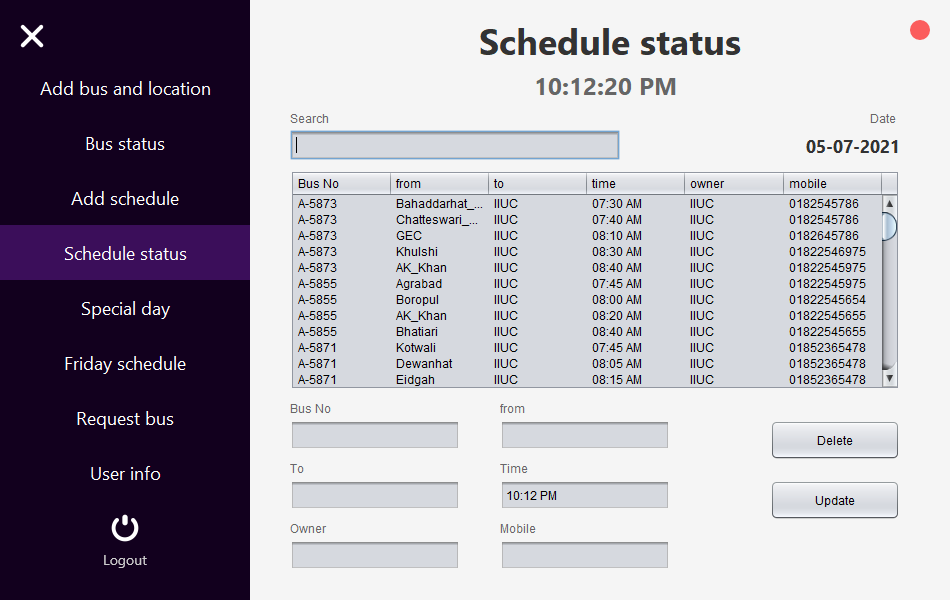 Add bus and location
Bus status
Add schedule
Schedule status
Special day
Friday schedule
Request bus
User info
Logout
Schedule status
10:12:20 PM
Search
Date
05-07-2021
Bus No from to time owner mobile
A-5873 Bahaddarhat_... IIUC 07:30 AM IIUC 0182545786
A-5873 Chatteswari_... IIUC 07:40 AM IIUC 0182545786
A-5873 GEC IIUC 08:10 AM IIUC 0182645786
A-5873 Khulshi IIUC 08:30 AM IIUC 01822546975
A-5873 AK_Khan IIUC 08:40 AM IIUC 01822545975
A-5855 Agrabad IIUC 07:45 AM IIUC 01822545975
A-5855 Boropul IIUC 08:00 AM IIUC 01822545654
A-5855 AK_Khan IIUC 08:20 AM IIUC 01822545655
A-5855 Bhatiari IIUC 08:40 AM IIUC 01822545655
A-5871 Kotwali IIUC 07:45 AM IIUC 01852365478
A-5871 Dewanhat IIUC 08:05 AM IIUC 01852365478
A-5871 Eidgah IIUC 08:15 AM IIUC 01852365478
Bus No from
Delete
To Time
10:12 PM
Update
Owner Mobile